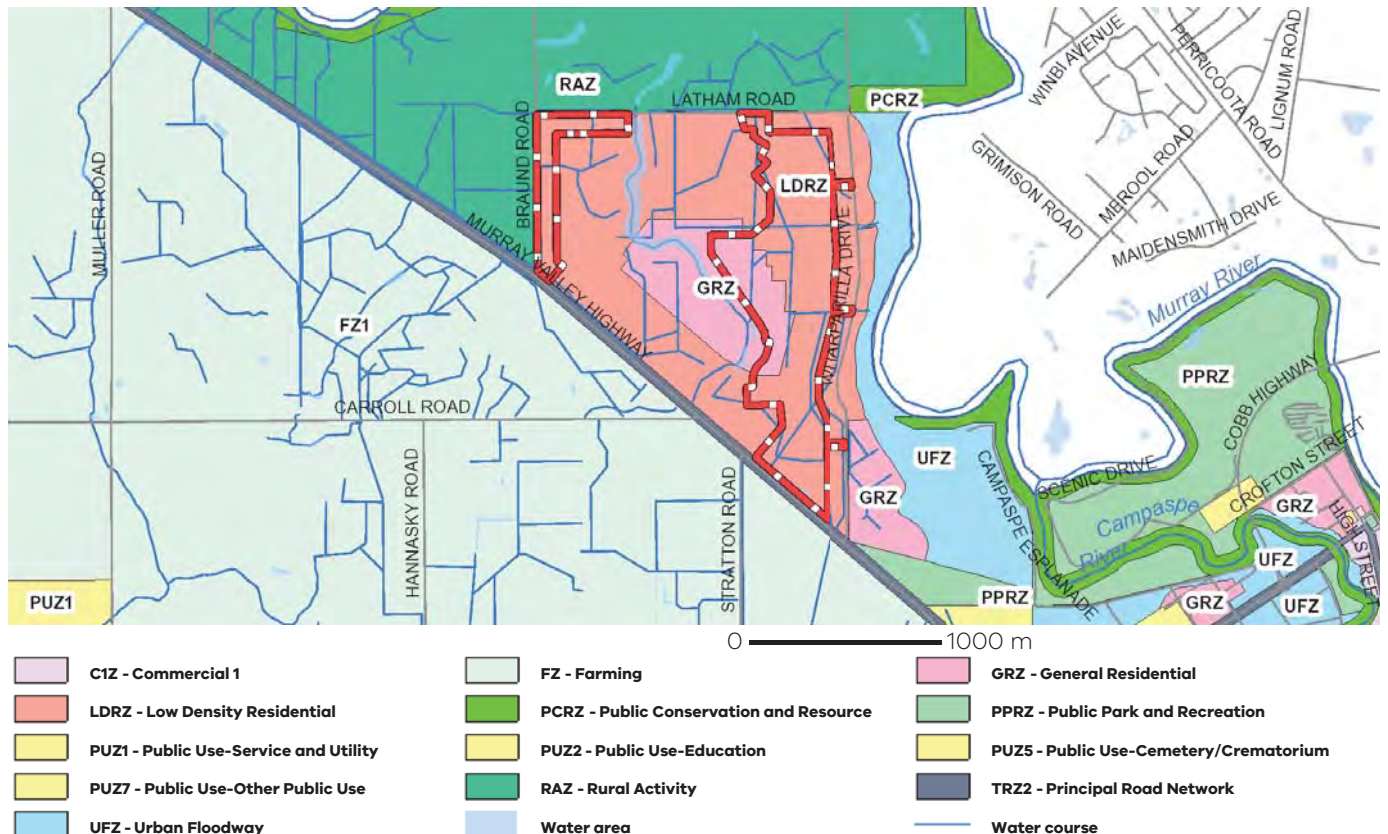 WINBI AVENUE
PERRICOOTA ROAD
LIGNUM ROAD
RAZ
LATHAM ROAD
PCRZ
MEROOL ROAD
GRIMISON ROAD
BRAUND ROAD
LDRZ
MAIDENSMITH DRIVE
MULLER ROAD
MURRAY VALLEY HIGHWAY
GRZ
WHARPARILLA DRIVE
Murray River
FZ1
PPRZ
COBB HIGHWAY
CARROLL ROAD
UFZ
CAMPASPE ESPLANADE
SCENIC DRIVE
CROFTON STREET
GRZ
Campaspe
River
GRZ
HIGH STREET
HANNASKY ROAD
STRATTON ROAD
UFZ
PUZ1
PPRZ
GRZ
UFZ
0 1000 m
C1Z - Commercial 1
FZ - Farming
GRZ - General Residential
LDRZ - Low Density Residential
PCRZ - Public Conservation and Resource
PPRZ - Public Park and Recreation
PUZ1 - Public Use-Service and Utility
PUZ2 - Public Use-Education
PUZ5 - Public Use-Cemetery/Crematorium
PUZ7 - Public Use-Other Public Use
RAZ - Rural Activity
TRZ2 - Principal Road Network
UFZ - Urban Floodway
Water area
Water course